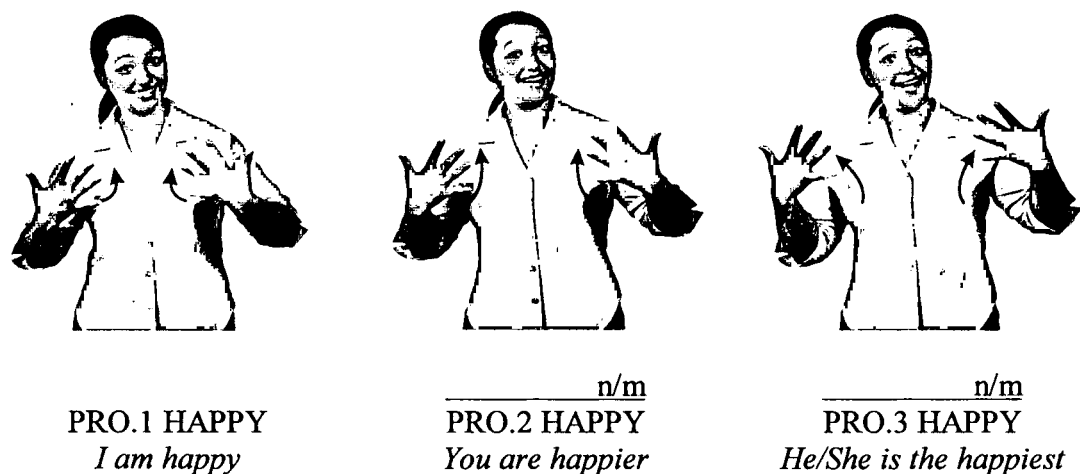 n/m
n/m
PRO.1 HAPPY
PRO.2 HAPPY
PRO.3 HAPPY
I am happy
You are happier
He/She is the happiest